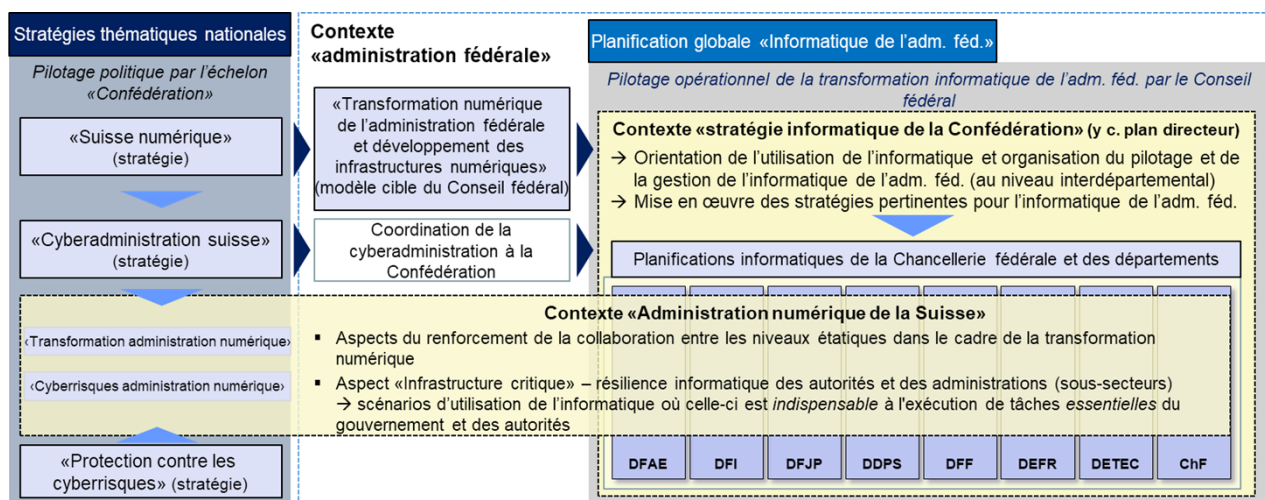 Stratégies thématiques nationales
Pilotage politique par l'échelon
«Confédération»
«Suisse numérique»
(stratégie)
«Cyberadministration suisse»
(stratégie)
Contexte
«administration fédérale»
«Transformation numérique
de l'administration fédérale
et développement des
infrastructures numériques»
(modèle cible du Conseil fédéral)
Coordination de la
cyberadministration à la
Confédération
Planification globale «Informatique de l'adm. féd.»
Pilotage opérationnel de la transformation informatique de l'adm. féd. par le Conseil
fédéral
Contexte «stratégie informatique de la Confédération» (y c. plan directeur)
→ Orientation de l'utilisation de l'informatique et organisation du pilotage et de
la gestion de l'informatique de l'adm. féd. (au niveau interdépartemental)
→ Mise en œuvre des stratégies pertinentes pour l'informatique de l'adm. féd.
Planifications informatiques de la Chancellerie fédérale et des départements
Contexte «Administration numérique de la Suisse»
‹Transformation administration numérique›
‹Cyberrisques administration numérique›
▪ Aspects du renforcement de la collaboration entre les niveaux étatiques dans le cadre de la transformation
numérique
▪ Aspect «Infrastructure critique» – résilience informatique des autorités et des administrations (sous-secteurs)
→ scénarios d'utilisation de l'informatique où celle-ci est indispensable à l'exécution de tâches essentielles du
gouvernement et des autorités
«Protection contre les
cyberrisques» (stratégie)
DFAE DFI DFJP DDPS DFF DEFR DETEC ChF